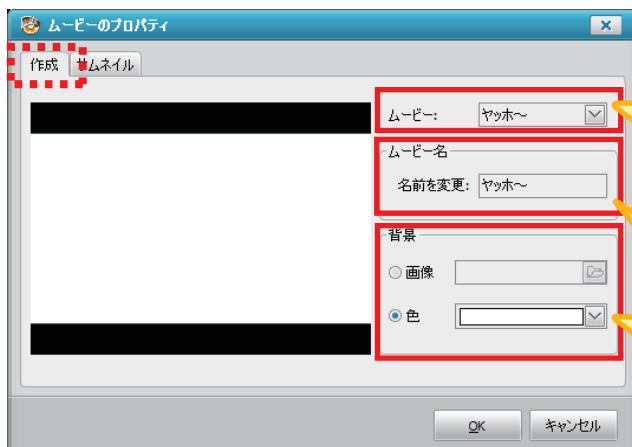 ムービーのプロパティ
作成 サムネイル
ムービー: ヤッホ～
ムービー名
名前を変更: ヤッホ～
背景
画像
色
OK キャンセル